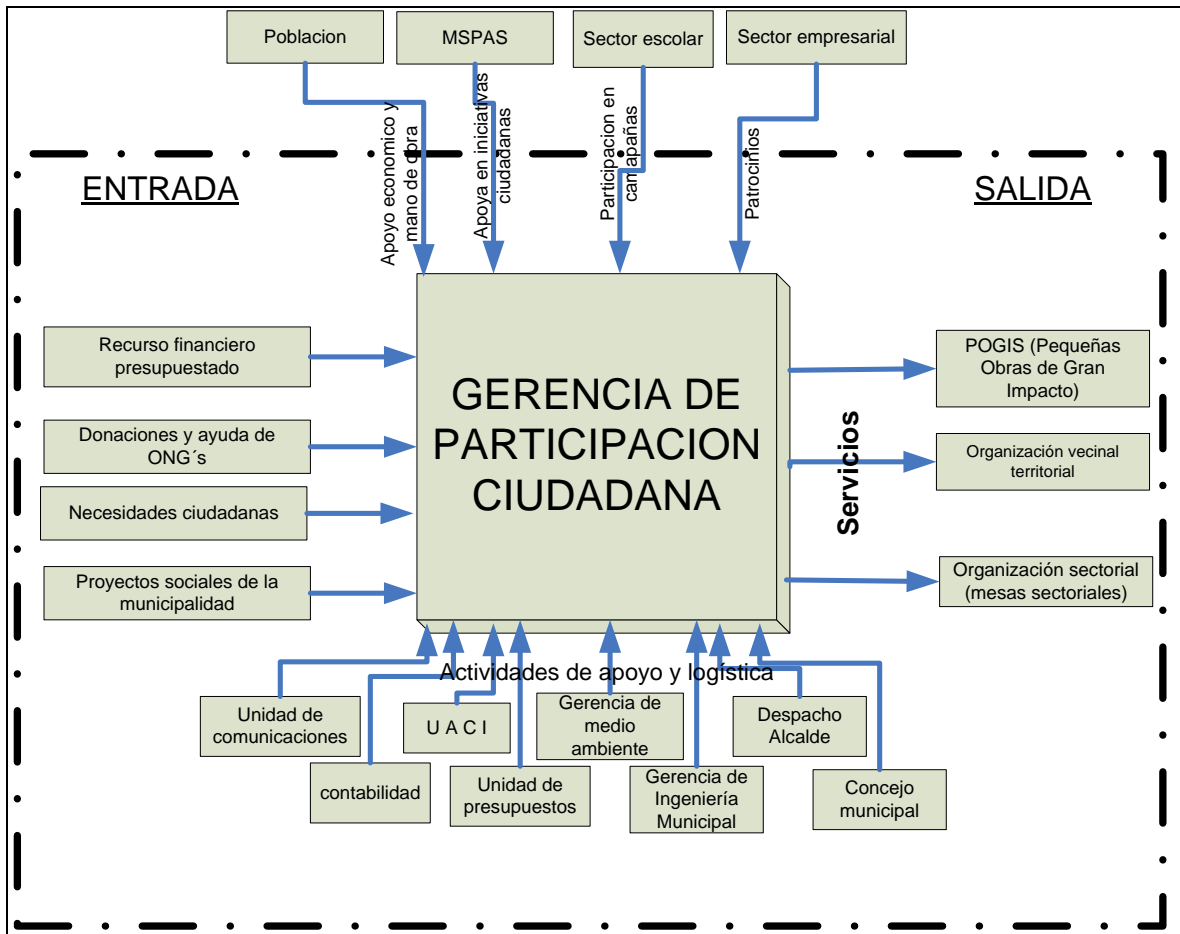 Poblacion
MSPAS
Sector escolar
Sector empresarial
Apoyo economico y
mano de obra
Apoya en iniciativas
ciudadanas
Participacion en
camapañas
Patrocinios
ENTRADA
SALIDA
Recurso financiero
presupuestado
Donaciones y ayuda de
ONG´s
Necesidades ciudadanas
Proyectos sociales de la
municipalidad
GERENCIA DE
PARTICIPACION
CIUDADANA
Servicios
POGIS (Pequeñas
Obras de Gran
Impacto)
Organización vecinal
territorial
Organización sectorial
(mesas sectoriales)
Actividades de apoyo y logística
Unidad de
comunicaciones
contabilidad
U A C I
Unidad de
presupuestos
Gerencia de
medio
ambiente
Gerencia de
Ingeniería
Municipal
Despacho
Alcalde
Concejo
municipal